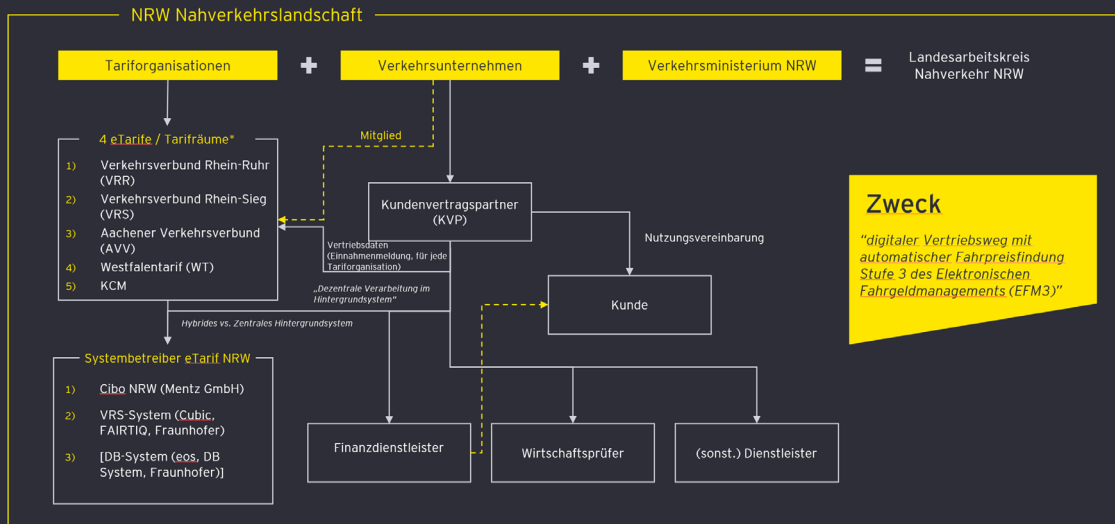 NRW Nahverkehrslandschaft
Tariforganisationen + Verkehrsunternehmen + Verkehrsministerium NRW = Landesarbeitskreis
Nahverkehr NRW
4 eTarife / Tarifräume*
1) Verkehrsverbund Rhein-Ruhr
(VRR)
2) Verkehrsverbund Rhein-Sieg
(VRS)
3) Aachener Verkehrsverbund
(AVV)
4) Westfalentarif (WT)
5) KCM
Mitglied
Kundenvertragspartner
(KVP)
Nutzungsvereinbarung
Vertriebsdaten
(Einnahmenmeldung, für jede
Tariforganisation)
„Dezentrale Verarbeitung im
Hintergrundsystem“
Kunde
Zweck
“digitaler Vertriebsweg mit
automatischer Fahrpreisfindung
Stufe 3 des Elektronischen
Fahrgeldmanagements (EFM3)”
Hybrides vs. Zentrales Hintergrundsystem
Systembetreiber eTarif NRW
1) Cibo NRW (Mentz GmbH)
2) VRS-System (Cubic,
FAIRTIQ, Fraunhofer)
3) [DB-System (eos, DB
System, Fraunhofer)]
Finanzdienstleister
Wirtschaftsprüfer
(sonst.) Dienstleister